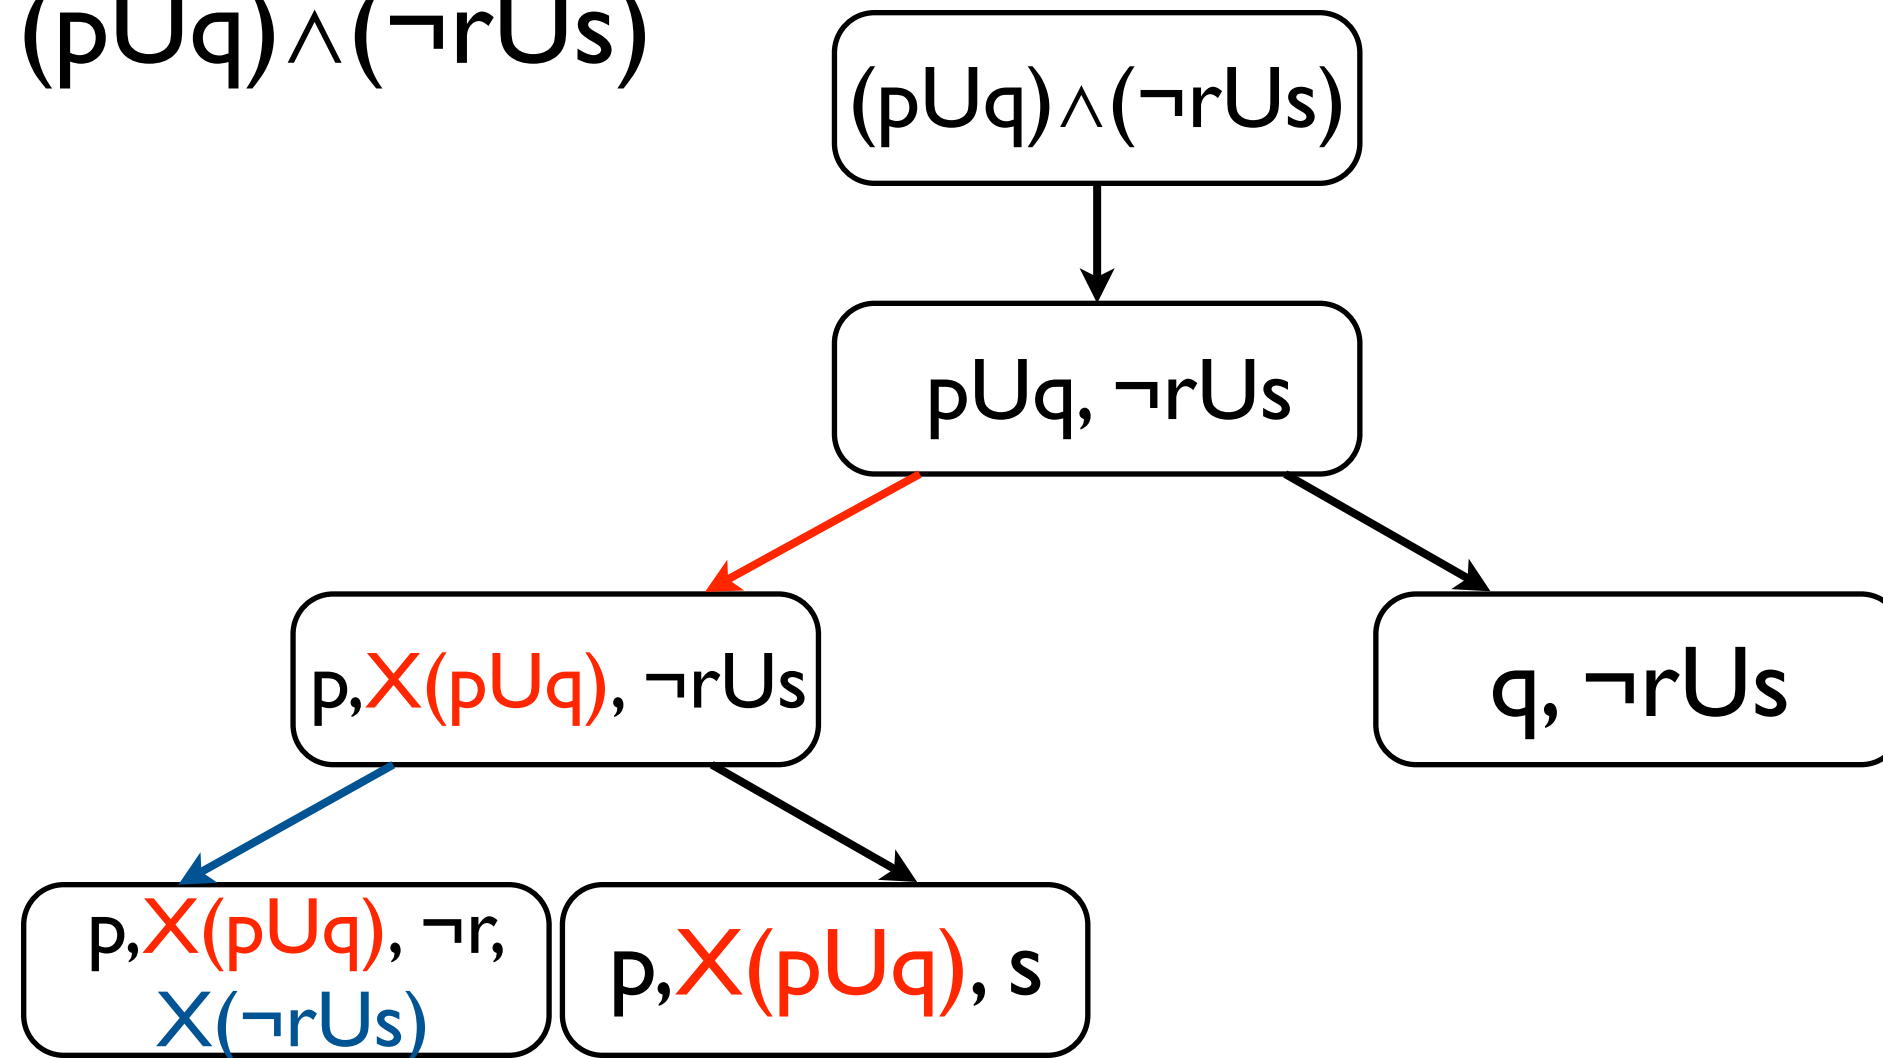 (pUq)∧(¬rUs)
(pUq)∧(¬rUs)
pUq, ¬rUs
p,X(pUq), ¬rUs
q, ¬rUs
p,X(pUq), ¬r,
X(¬rUs)
p,X(pUq), s